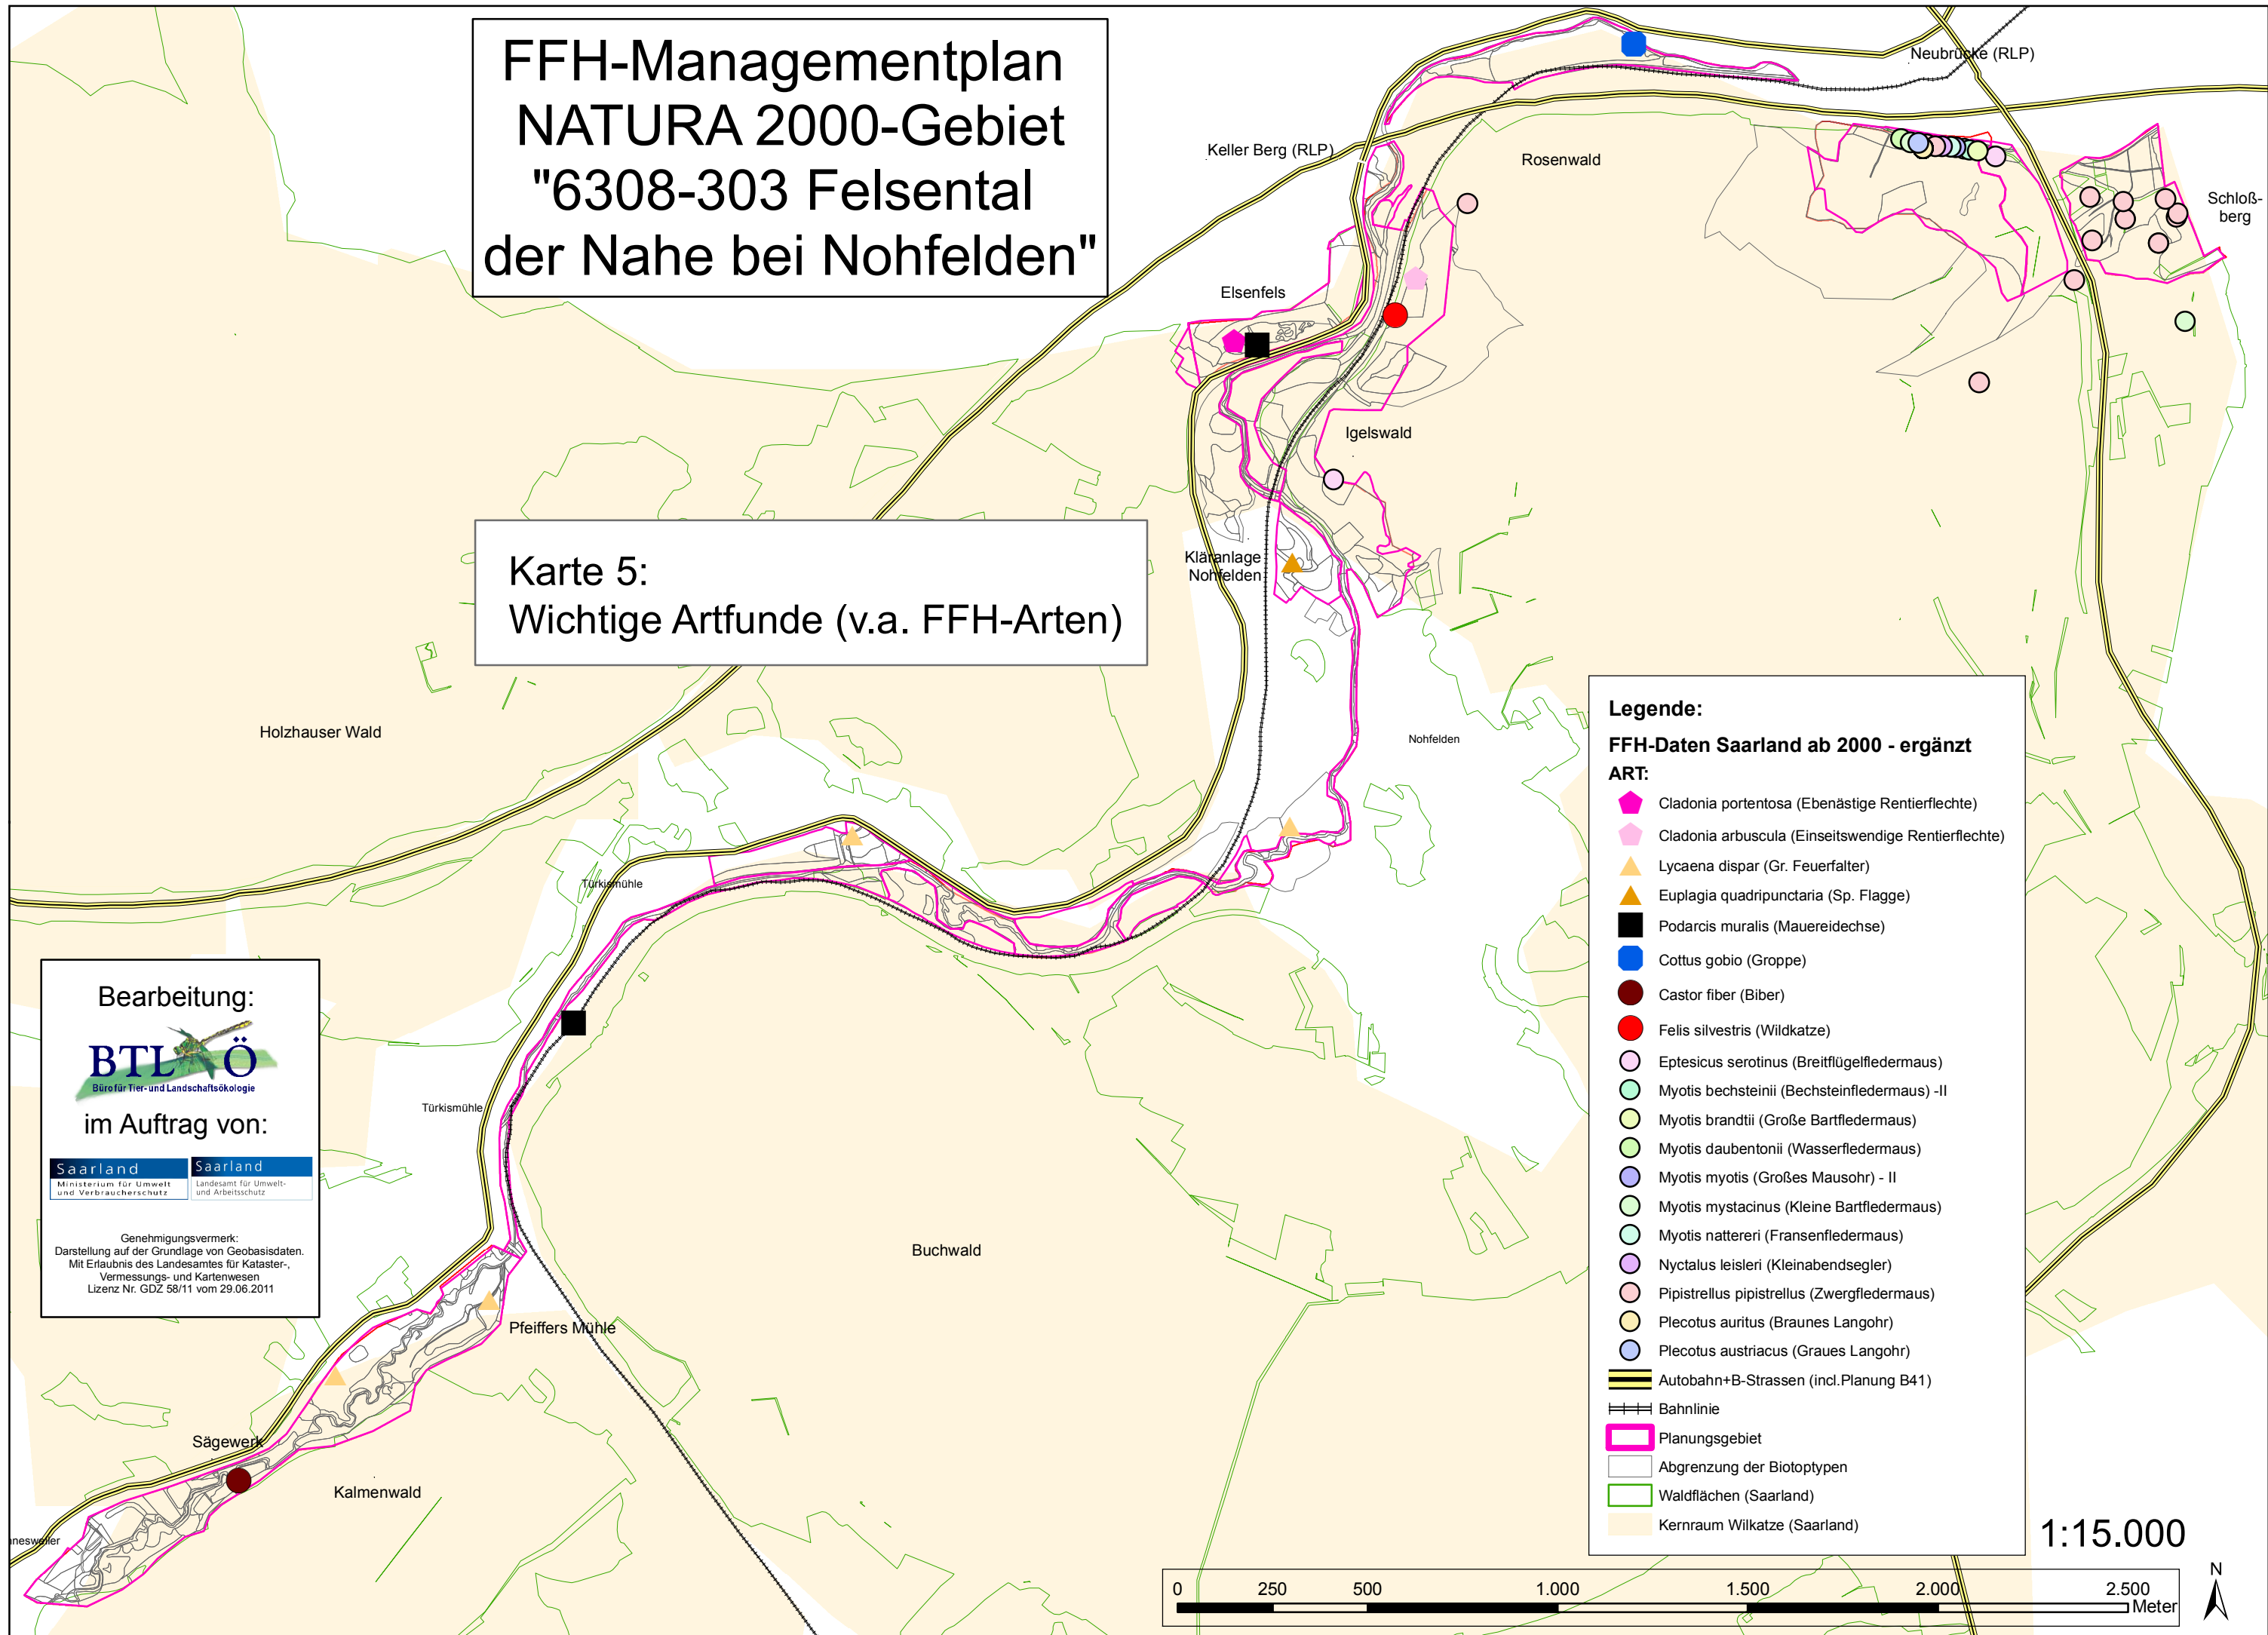 FFH-Managementplan
NATURA 2000-Gebiet
"6308-303 Felsental
der Nahe bei Nohfelden"
Neubrücke (RLP)
Keller Berg (RLP)
Rosenwald
Schloß-
berg
Elsenfels
Igelswald
Karte 5:
Wichtige Artfunde (v.a. FFH-Arten)
Kläranlage
Nohfelden
Holzhauser Wald
Nohfelden
Türkismühle
Türkismühle
Buchwald
Pfeiffers Mühle
Sägewerk
Kalmenwald
Bearbeitung:
BTLÖ
Büro für Tier- und Landschaftsökologie
im Auftrag von:
Saarland
Ministerium für Umwelt
und Verbraucherschutz
Saarland
Landesamt für Umwelt-
und Arbeitsschutz
Genehmigungsvermerk:
Darstellung auf der Grundlage von Geobasisdaten.
Mit Erlaubnis des Landesamtes für Kataster-,
Vermessungs- und Kartenwesen
Lizenz Nr. GDZ 58/11 vom 29.06.2011
Legende:
FFH-Daten Saarland ab 2000 - ergänzt
ART:
Cladonia portentosa (Ebenästige Rentierflechte)
Cladonia arbuscula (Einseitswendige Rentierflechte)
Lycaena dispar (Gr. Feuerfalter)
Euplagia quadripunctaria (Sp. Flagge)
Podarcis muralis (Mauereidechse)
Cottus gobio (Groppe)
Castor fiber (Biber)
Felis silvestris (Wildkatze)
Eptesicus serotinus (Breitflügelfledermaus)
Myotis bechsteinii (Bechsteinfledermaus) -II
Myotis brandtii (Große Bartfledermaus)
Myotis daubentonii (Wasserfledermaus)
Myotis myotis (Großes Mausohr) - II
Myotis mystacinus (Kleine Bartfledermaus)
Myotis nattereri (Fransenfledermaus)
Nyctalus leisleri (Kleinabendsegler)
Pipistrellus pipistrellus (Zwergfledermaus)
Plecotus auritus (Braunes Langohr)
Plecotus austriacus (Graues Langohr)
Autobahn+B-Strassen (incl.Planung B41)
Bahnlinie
Planungsgebiet
Abgrenzung der Biotoptypen
Waldflächen (Saarland)
Kernraum Wilkatze (Saarland)
1:15.000
0 250 500 1.000 1.500 2.000 2.500
Meter
N